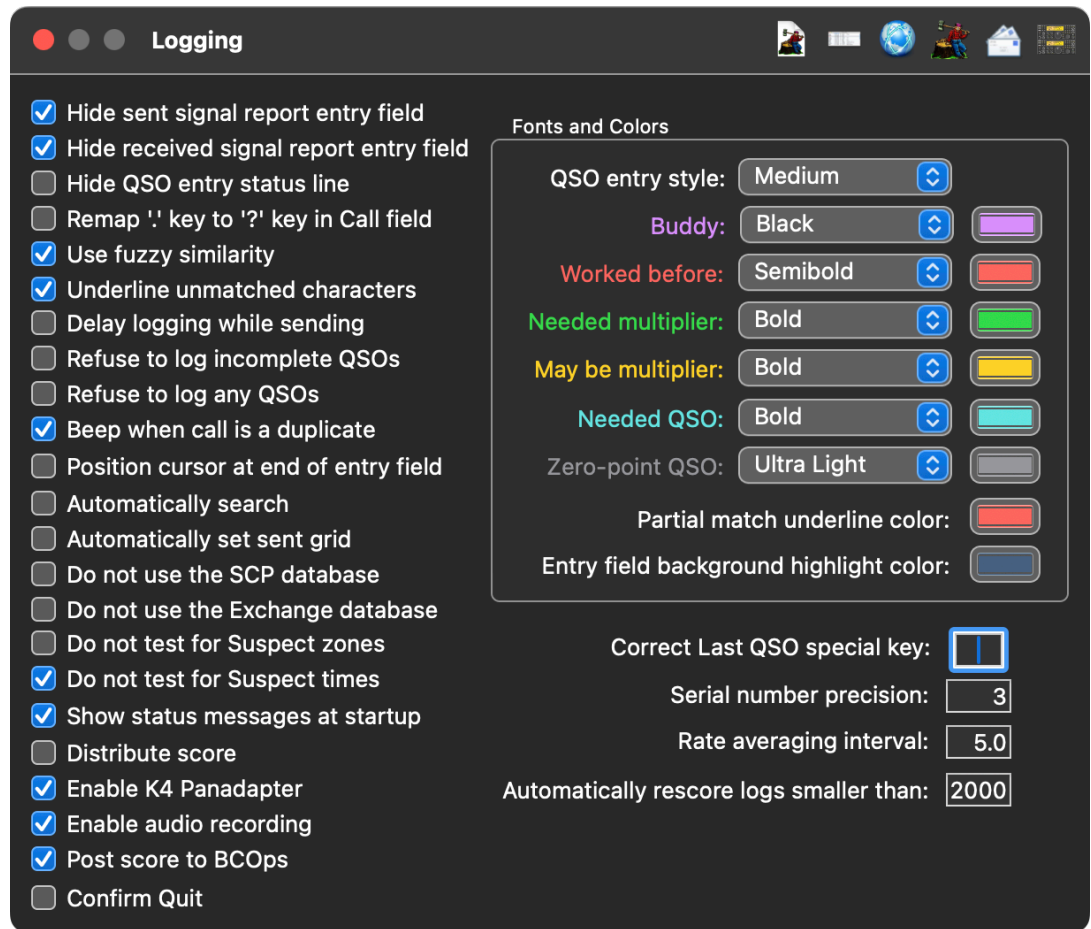 Logging
Hide sent signal report entry field
Hide received signal report entry field
Hide QSO entry status line
Remap '.' key to '?' key in Call field
Use fuzzy similarity
Underline unmatched characters
Delay logging while sending
Refuse to log incomplete QSOs
Refuse to log any QSOs
Beep when call is a duplicate
Position cursor at end of entry field
Automatically search
Automatically set sent grid
Do not use the SCP database
Do not use the Exchange database
Do not test for Suspect zones
Do not test for Suspect times
Show status messages at startup
Distribute score
Enable K4 Panadapter
Enable audio recording
Post score to BCOps
Confirm Quit
Fonts and Colors
QSO entry style: Medium
Buddy: Black
Worked before: Semibold
Needed multiplier: Bold
May be multiplier: Bold
Needed QSO: Bold
Zero-point QSO: Ultra Light
Partial match underline color:
Entry field background highlight color:
Correct Last QSO special key:
Serial number precision: 3
Rate averaging interval: 5.0
Automatically rescore logs smaller than: 2000